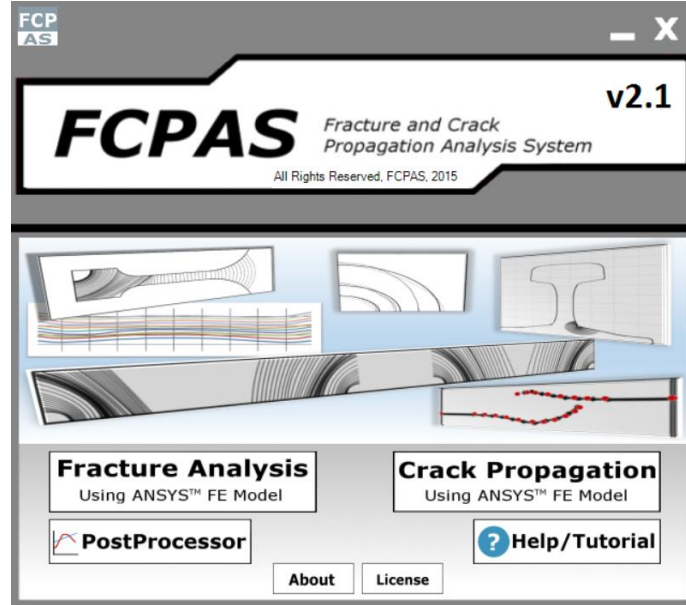 FCP
AS
v2.1
FCPAS
Fracture and Crack
Propagation Analysis System
All Rights Reserved, FCPAS, 2015
Fracture Analysis
Using ANSYS™ FE Model
Crack Propagation
Using ANSYS™ FE Model
PostProcessor
? Help/Tutorial
About
License